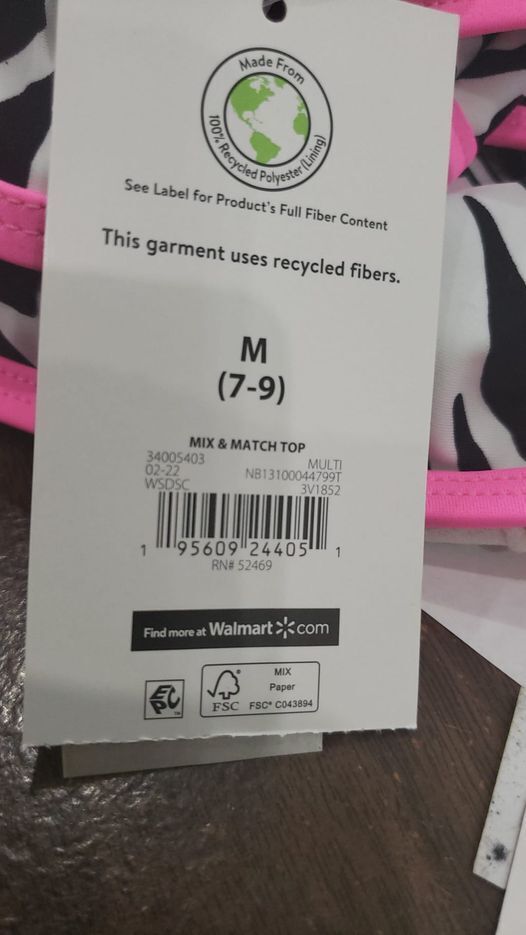 Made From
100% Recycled Polyester (Lining)
See Label for Product's Full Fiber Content
This garment uses recycled fibers.
M
(7-9)
MIX & MATCH TOP
34005403 MULTI
02-22 NB13100044799T
WSDSC 3V1852
1 95609 24405 1
RN# 52469
Find more at Walmart com
EPC™
FSC
MIX
Paper
FSC® C043894